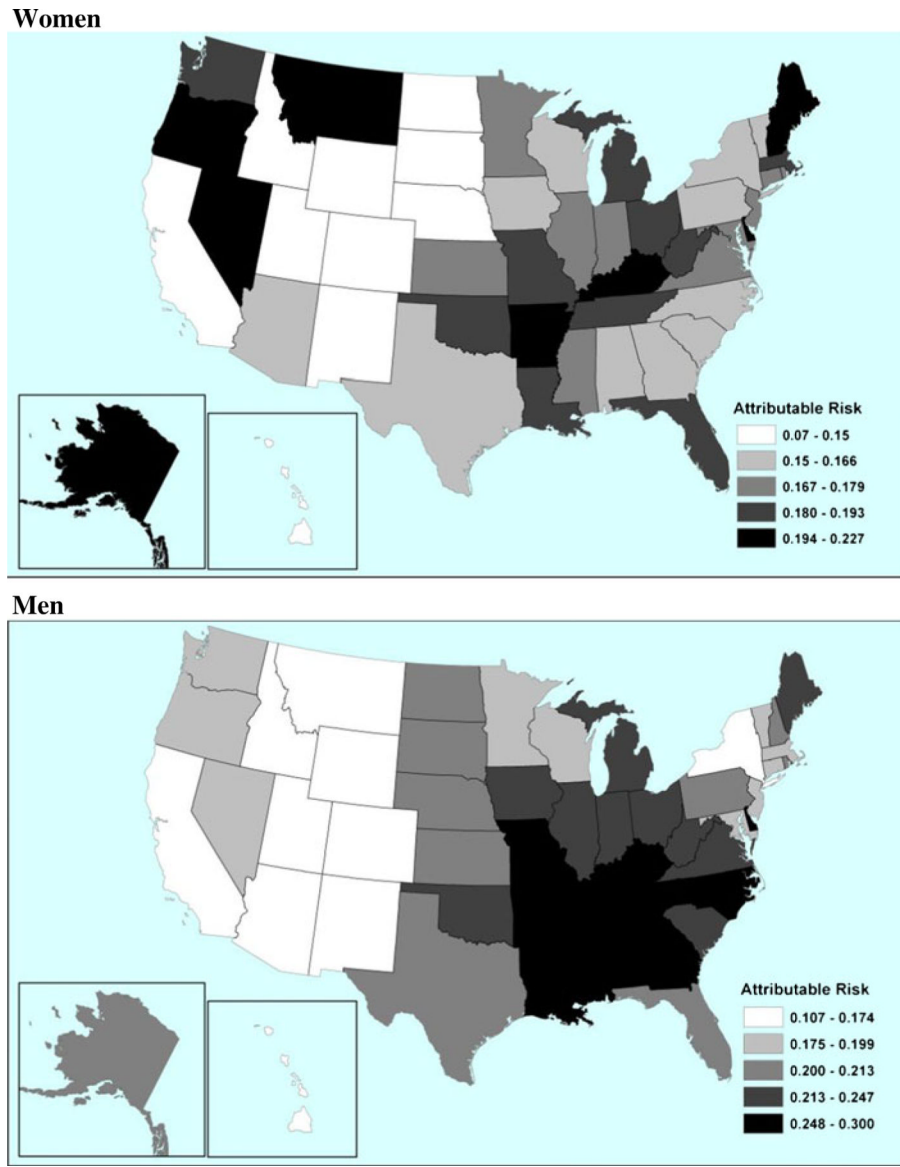 Women
Attributable Risk
0.07 - 0.15
0.15 - 0.166
0.167 - 0.179
0.180 - 0.193
0.194 - 0.227
Men
Attributable Risk
0.107 - 0.174
0.175 - 0.199
0.200 - 0.213
0.213 - 0.247
0.248 - 0.300